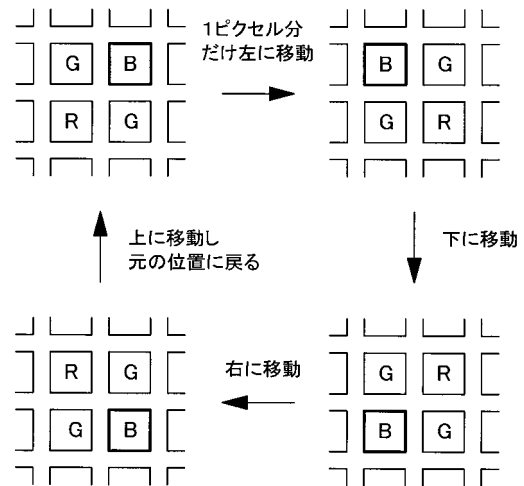 1ピクセル分
だけ左に移動
G B
R G
B G
G R
上に移動し
元の位置に戻る
下に移動
R G
G B
右に移動
G R
B G